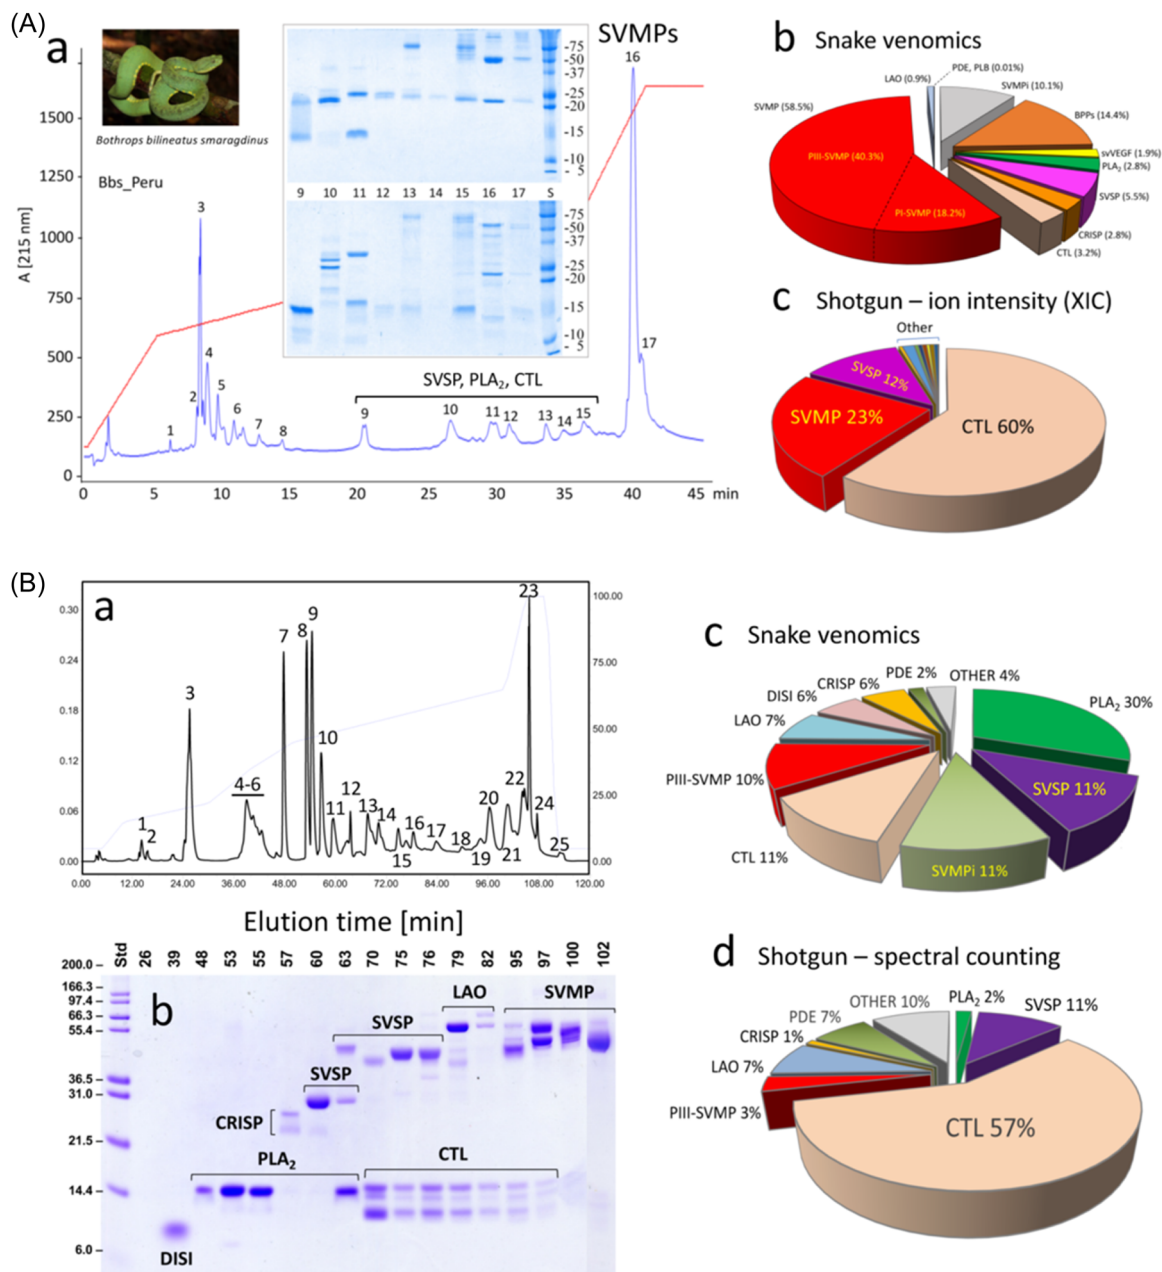 (A)
a
SVMPs
Bothrops bilineatus smaragdinus
Bbs_Peru
A [215 nm]
1500
1250
1000
750
500
250
0
-75
-50
-37
-25
-20
-15
-10
- 5
9 10 11 12 13 14 15 16 17 S
-75
-50
-37
-25
-20
-15
-10
- 5
16
17
3
2
4
5
1
6
7
8
SVSP, PLA2, CTL
9
10
11
12
13
14
15
0 5 10 15 20 25 30 35 40 45 min
b Snake venomics
PDE, PLB (0.01%)
LAO (0.9%)
SVMPi (10.1%)
SVMP (58.5%)
BPPs (14.4%)
PIII-SVMP (40.3%)
svVEGF (1.9%)
PLA2 (2.8%)
SVSP (5.5%)
PI-SVMP (18.2%)
CRISP (2.8%)
CTL (3.2%)
c Shotgun – ion intensity (XIC)
Other
SVSP 12%
SVMP 23%
CTL 60%
(B)
a
0.30
0.24
0.18
0.12
0.06
0.00
100.00
75.00
50.00
25.00
0.00
1
2
3
4-6
7
8
9
10
11
12
13
14
15
16
17
18
19
20
21
22
23
24
25
0.00 12.00 24.00 36.00 48.00 60.00 72.00 84.00 96.00 108.00 120.00
Elution time [min]
Std 26 39 48 53 55 57 60 63 70 75 76 79 82 95 97 100 102
200.0
166.3
97.4
66.3
55.4
36.5
31.0
21.5
14.4
6.0
b
LAO
SVMP
SVSP
SVSP
CRISP
PLA2
CTL
DISI
c Snake venomics
PDE 2%
OTHER 4%
CRISP 6%
DISI 6%
PLA2 30%
LAO 7%
PIII-SVMP 10%
SVSP 11%
CTL 11%
SVMPi 11%
d Shotgun – spectral counting
OTHER 10%
PLA2 2%
SVSP 11%
PDE 7%
CRISP 1%
LAO 7%
PIII-SVMP 3%
CTL 57%